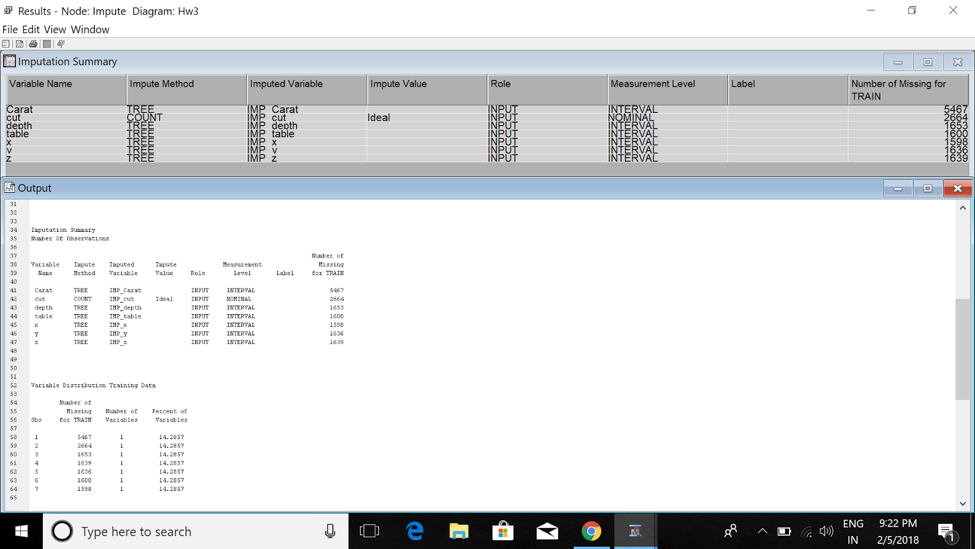 Results - Node: Impute  Diagram: Hw3
File Edit View Window
Imputation Summary
Variable Name Impute Method Imputed Variable Impute Value Role Measurement Level Label Number of Missing for TRAIN
Carat TREE IMP_Carat INPUT INTERVAL 5467
cut COUNT IMP_cut Ideal INPUT NOMINAL 2664
depth TREE IMP_depth INPUT INTERVAL 1653
table TREE IMP_table INPUT INTERVAL 1600
x TREE IMP_x INPUT INTERVAL 1598
y TREE IMP_y INPUT INTERVAL 1636
z TREE IMP_z INPUT INTERVAL 1639
Output
31
32
33
34 Imputation Summary
35 Number Of Observations
36
37 Number of
38 Variable Impute Imputed Impute Measurement Missing
39 Name Method Variable Value Role Level Label for TRAIN
40
41 Carat TREE IMP_Carat INPUT INTERVAL 5467
42 cut COUNT IMP_cut Ideal INPUT NOMINAL 2664
43 depth TREE IMP_depth INPUT INTERVAL 1653
44 table TREE IMP_table INPUT INTERVAL 1600
45 x TREE IMP_x INPUT INTERVAL 1598
46 y TREE IMP_y INPUT INTERVAL 1636
47 z TREE IMP_z INPUT INTERVAL 1639
48
49
50
51
52 Variable Distribution Training Data
53
54 Number of
55 Missing Number of Percent of
56 Obs for TRAIN Variables Variables
57
58 1 5467 1 14.2857
59 2 2664 1 14.2857
60 3 1653 1 14.2857
61 4 1639 1 14.2857
62 5 1636 1 14.2857
63 6 1600 1 14.2857
64 7 1598 1 14.2857
65
Type here to search
ENG
IN
9:22 PM
2/5/2018
1